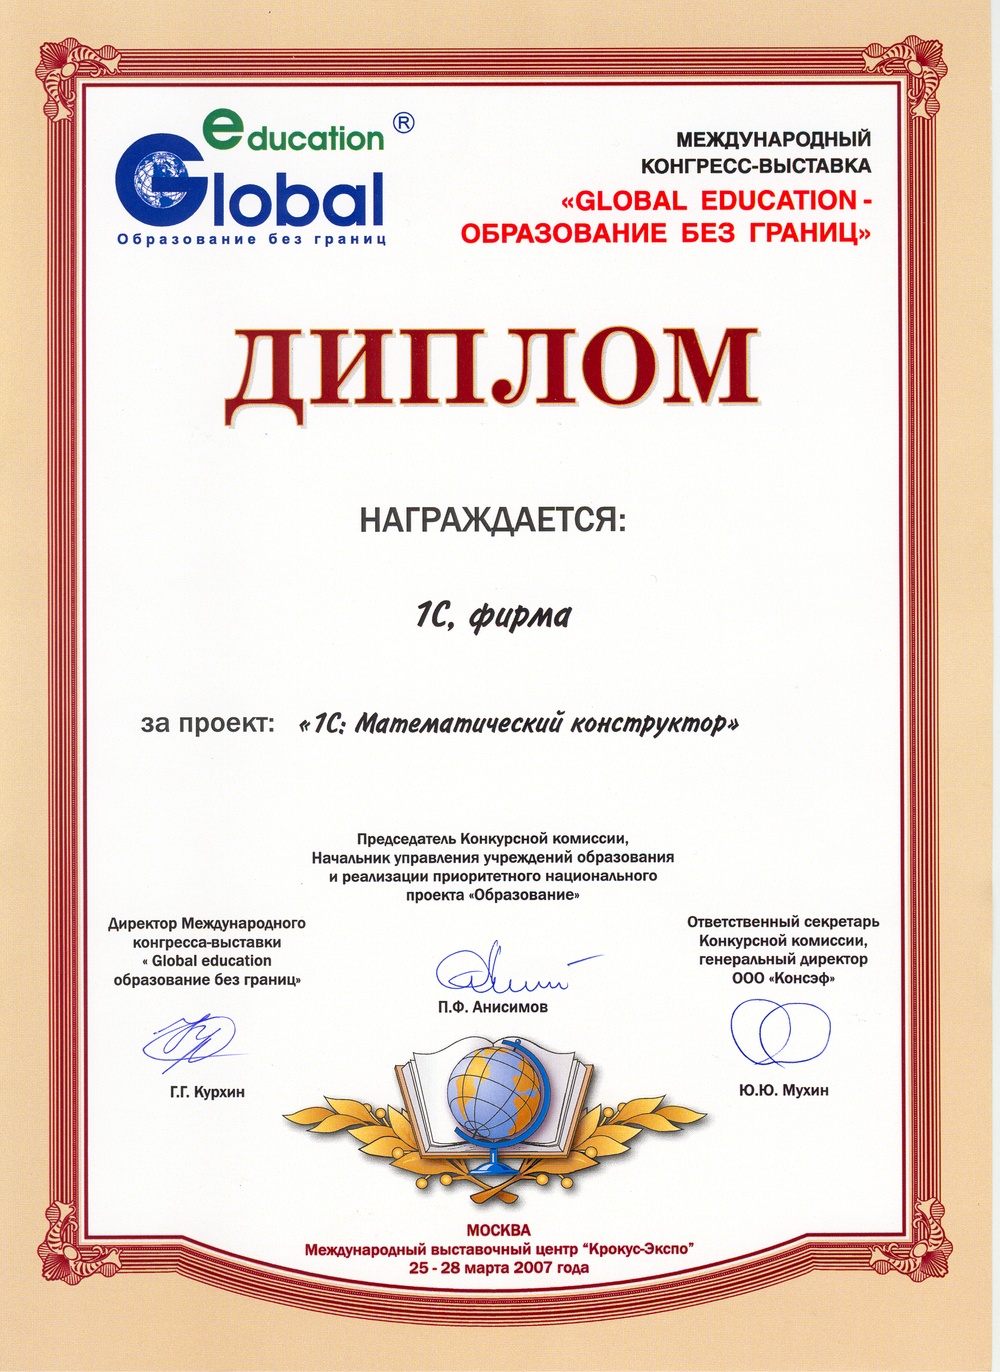 education ®
Global
Образование без границ
МЕЖДУНАРОДНЫЙ
КОНГРЕСС-ВЫСТАВКА
«GLOBAL EDUCATION -
ОБРАЗОВАНИЕ БЕЗ ГРАНИЦ»
ДИПЛОМ
НАГРАЖДАЕТСЯ:
1С, фирма
за проект: «1С: Математический конструктор»
Председатель Конкурсной комиссии,
Начальник управления учреждений образования
и реализации приоритетного национального
проекта «Образование»
П.Ф. Анисимов
Директор Международного
конгресса-выставки
« Global education
образование без границ»
Г.Г. Курхин
Ответственный секретарь
Конкурсной комиссии,
генеральный директор
ООО «Консэф»
Ю.Ю. Мухин
МОСКВА
Международный выставочный центр “Крокус-Экспо”
25 - 28 марта 2007 года